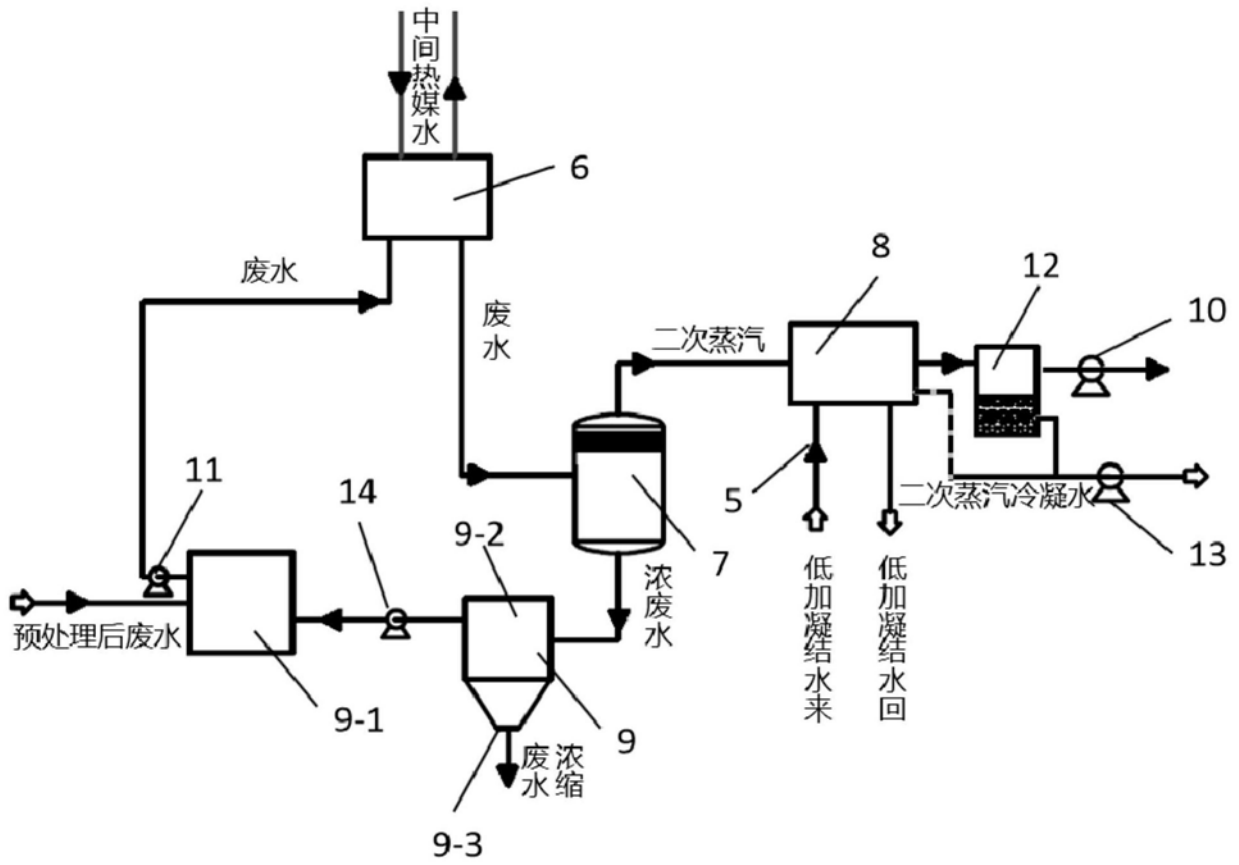 中间热媒水
6
废水
废水
8
12
10
二次蒸汽
11
14
9-2
5
二次蒸汽冷凝水
13
7
预处理后废水
浓废水
低加凝结水来
低加凝结水回
9-1
9
浓缩
废水
9-3